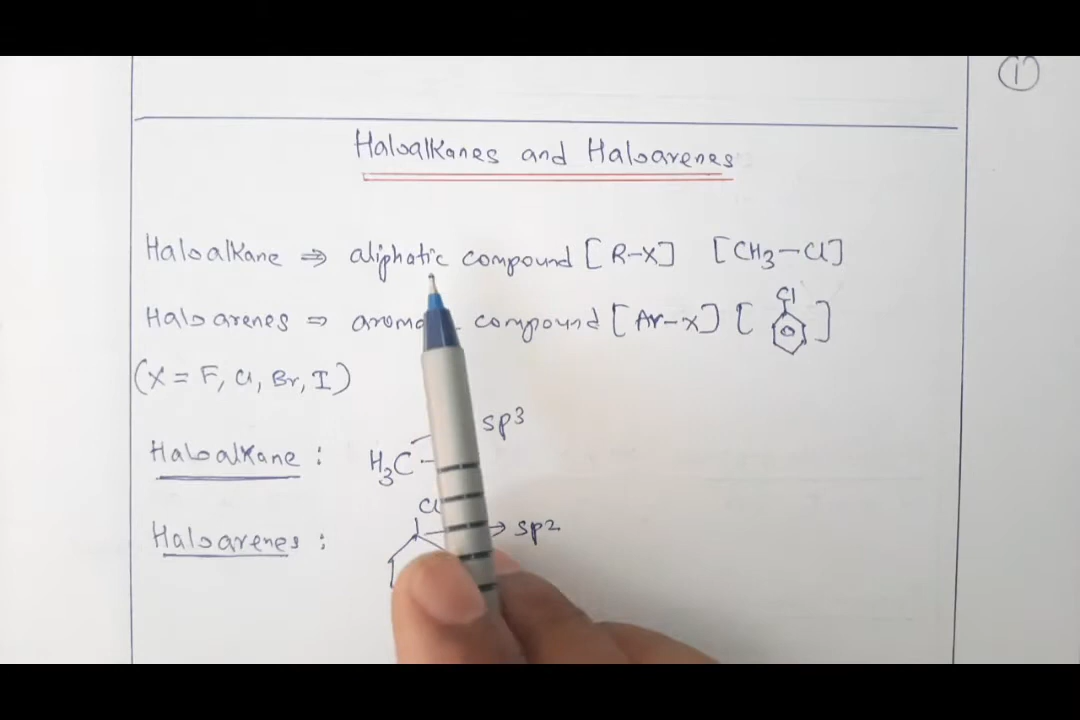 1
Haloalkanes and Haloarenes
Haloalkane ⇒ aliphatic compound [R-X] [CH3-Cl]
Cl
Haloarenes ⇒ compound [Ar-X] [ ]
(X = F, Cl, Br, I)
sp3
Haloalkane : H3C-
Cl
Haloarenes : → sp2